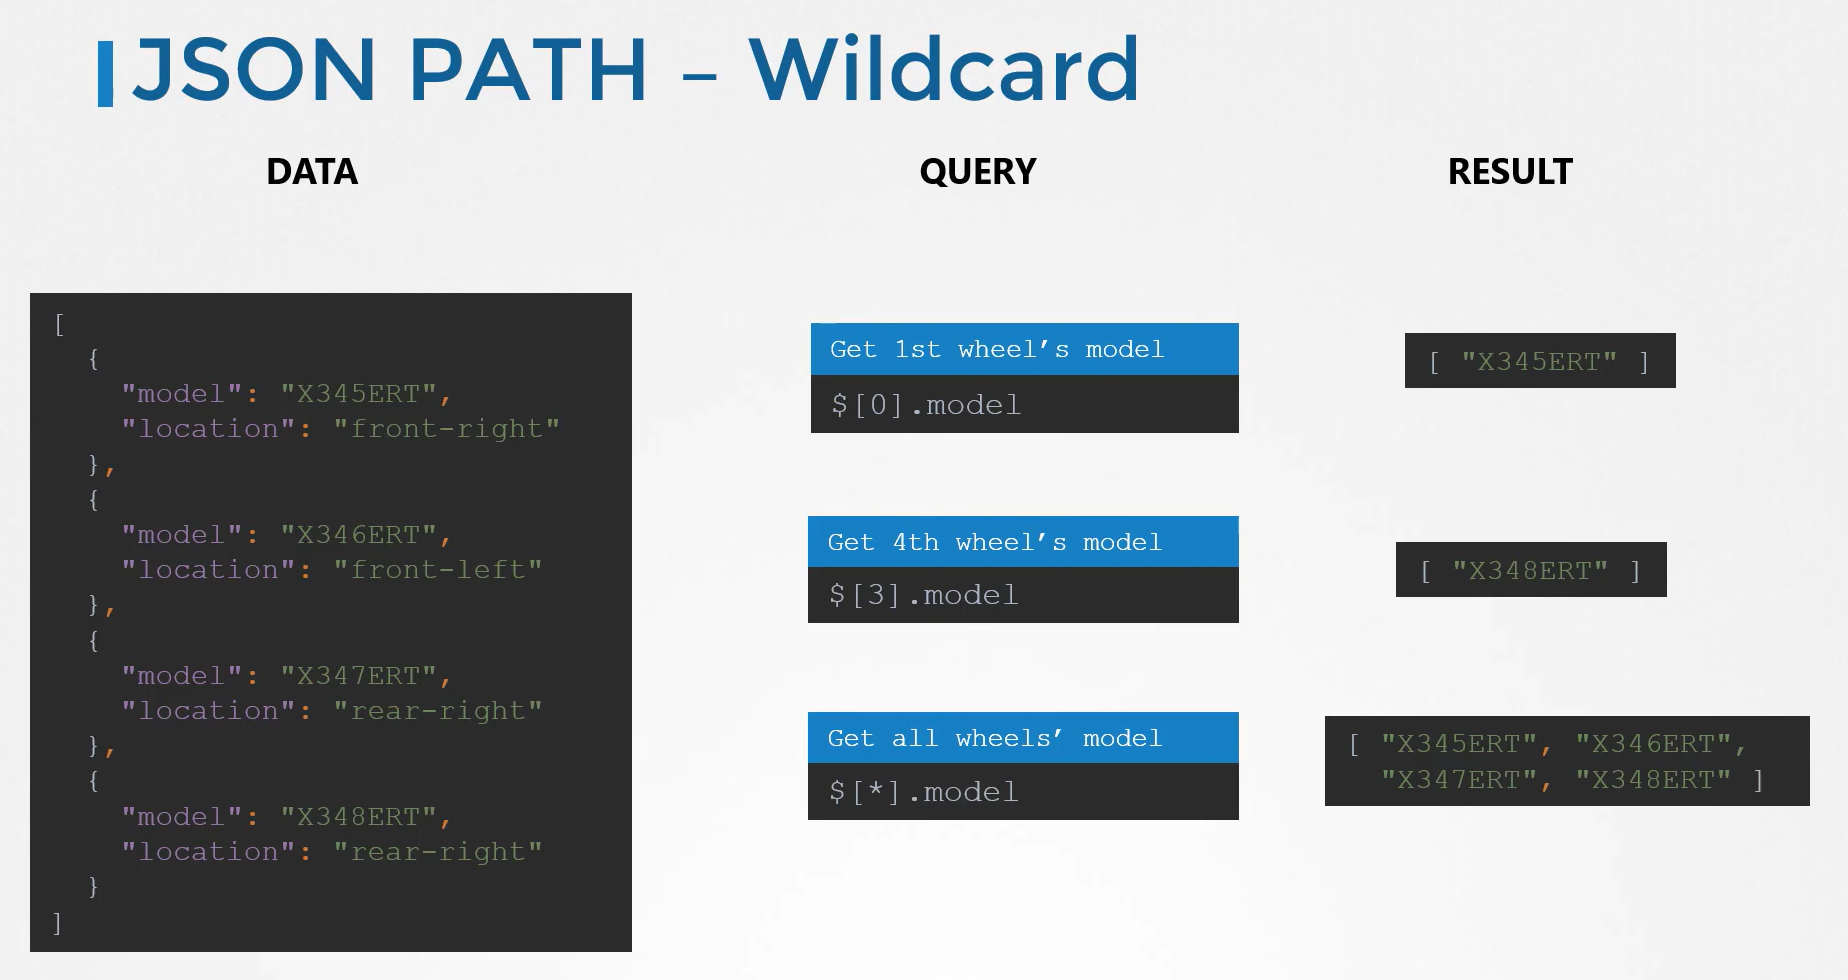 JSON PATH – Wildcard
DATA
QUERY
RESULT
[
{
"model": "X345ERT",
"location": "front-right"
},
{
"model": "X346ERT",
"location": "front-left"
},
{
"model": "X347ERT",
"location": "rear-right"
},
{
"model": "X348ERT",
"location": "rear-right"
}
]
Get 1st wheel’s model
$[0].model
[ "X345ERT" ]
Get 4th wheel’s model
$[3].model
[ "X348ERT" ]
Get all wheels’ model
$[*].model
[ "X345ERT", "X346ERT",
"X347ERT", "X348ERT" ]